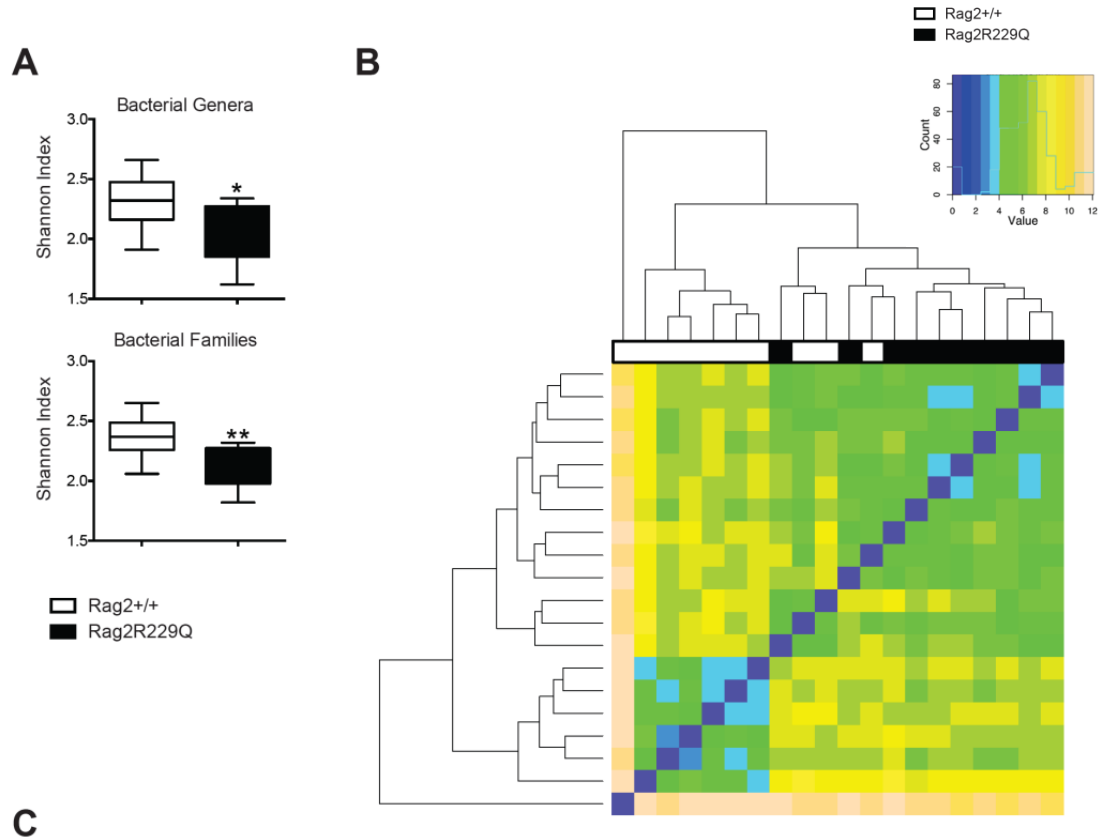 A
Bacterial Genera
Shannon Index
3.0
2.5
2.0
1.5
*
Bacterial Families
Shannon Index
3.0
2.5
2.0
1.5
**
Rag2+/+
Rag2R229Q
B
Rag2+/+
Rag2R229Q
Count
80
60
40
20
0
0 2 4 6 8 10 12
Value
C